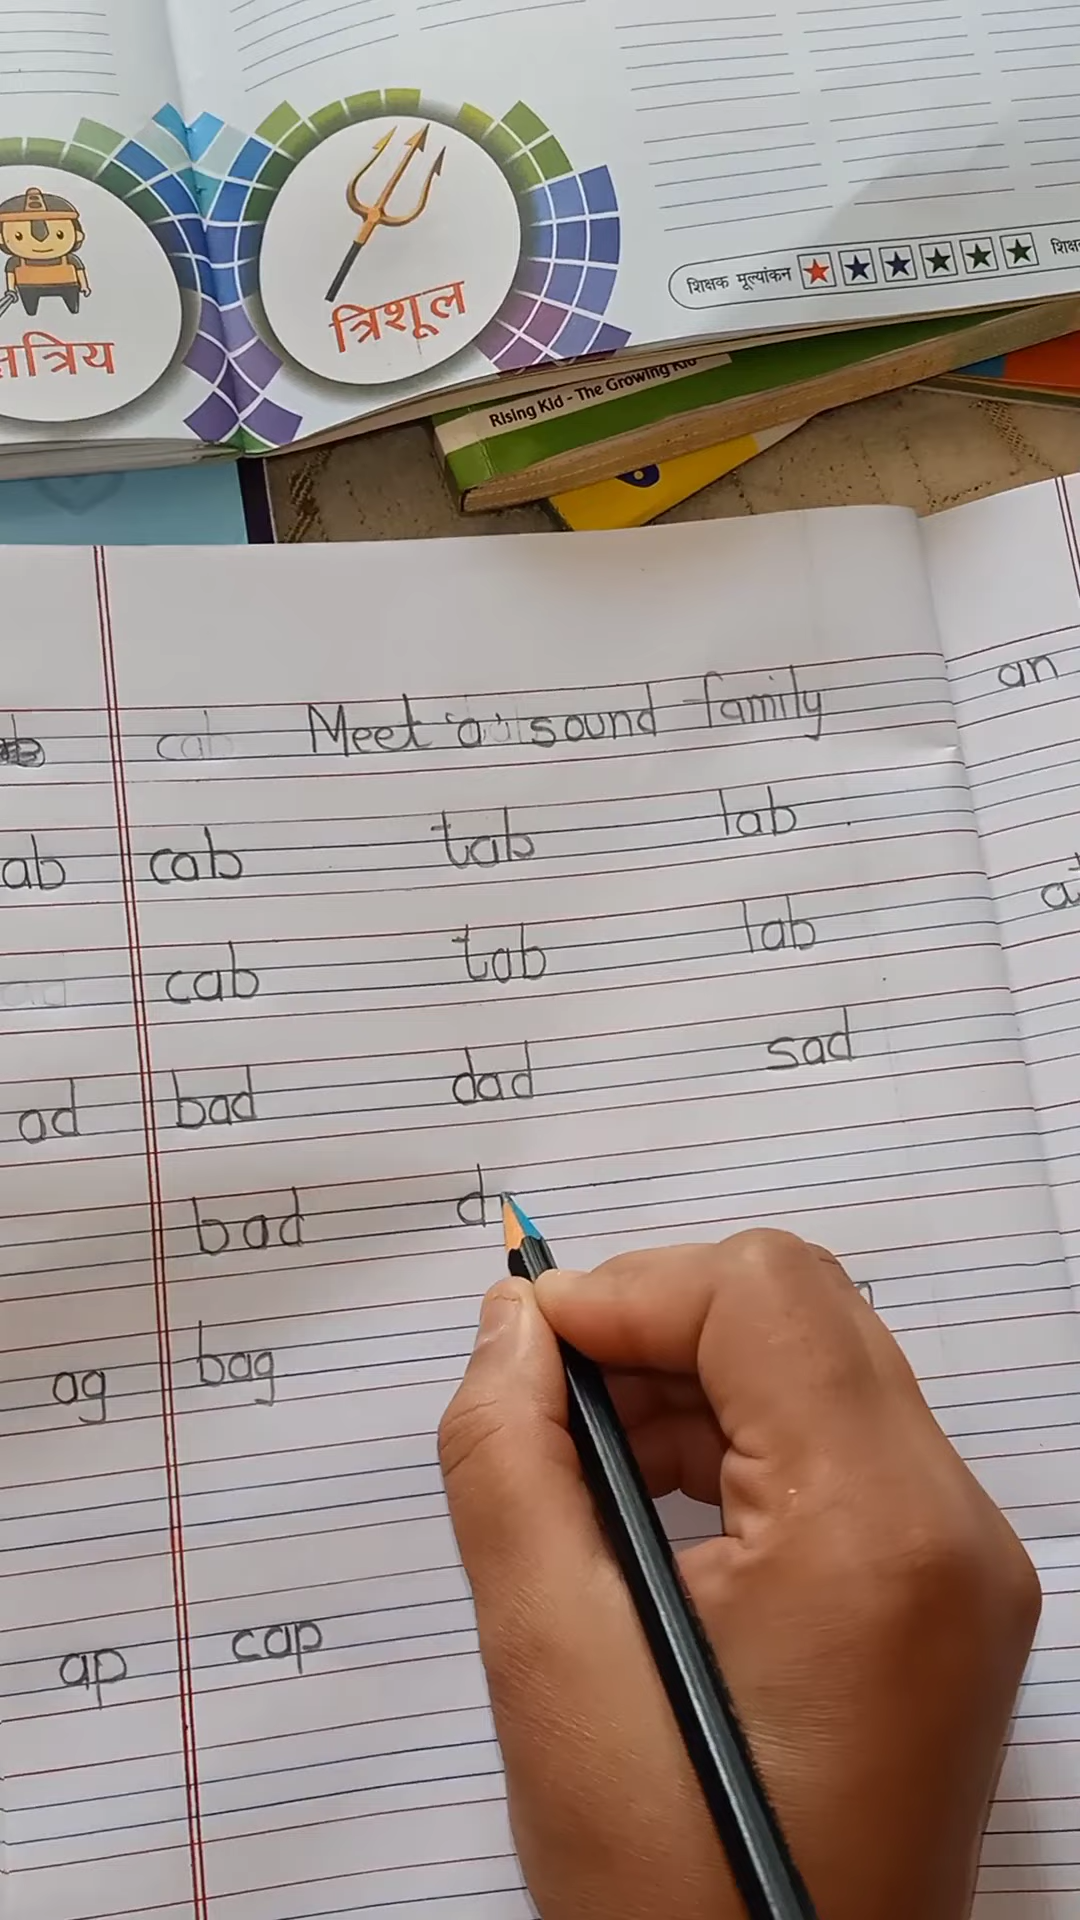 त्रिशूल
शिक्षक मूल्यांकन
Rising Kid - The Growing Kid
Meet 'a' sound family
an
cab
ab cab tab lab
cab tab lab
ad bad dad sad
bad d
ag bag
ap cap